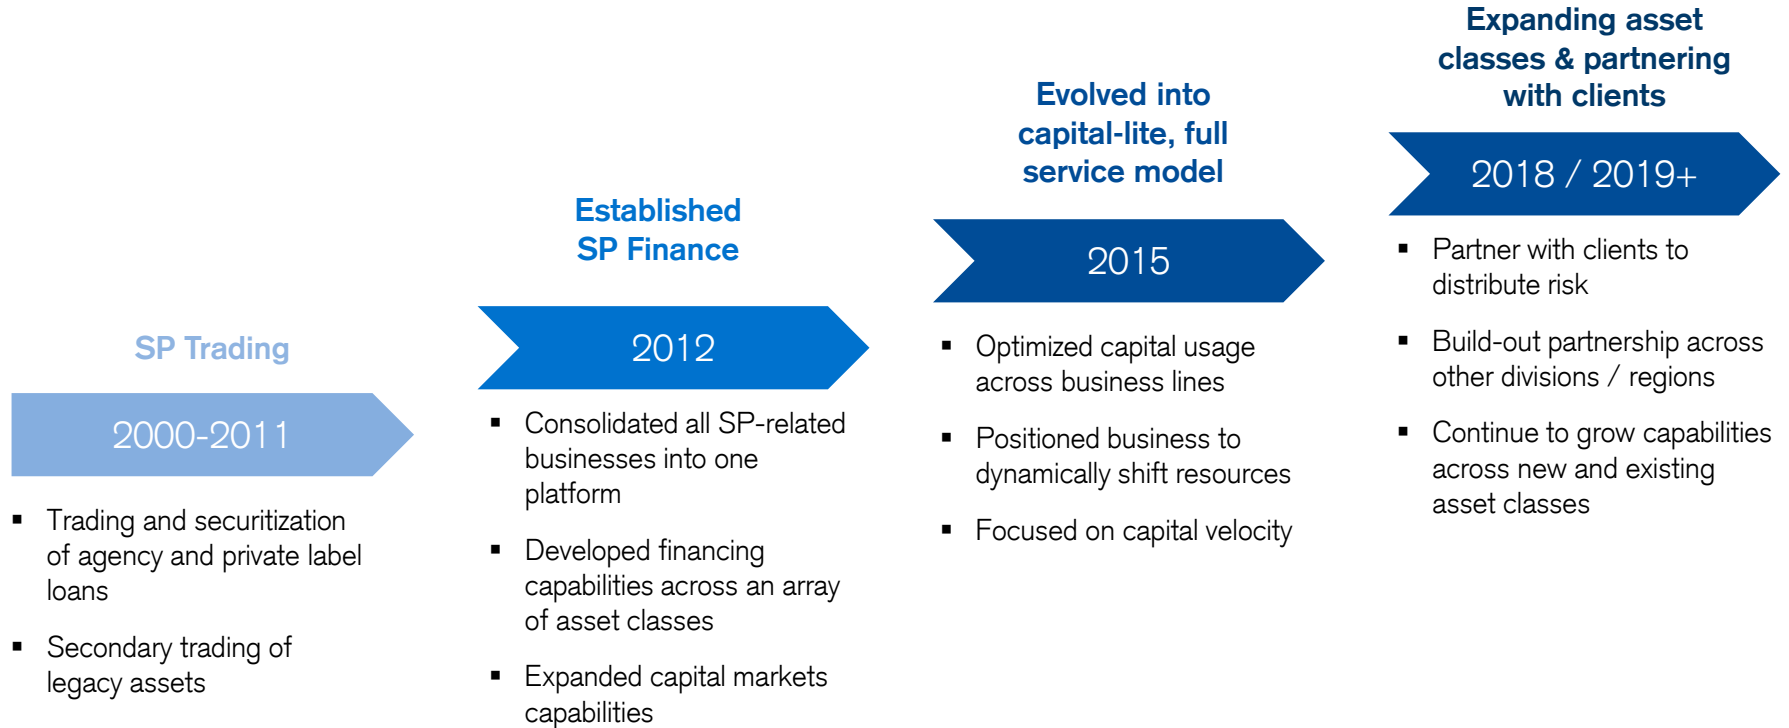 SP Trading
2000-2011
▪ Trading and securitization
of agency and private label
loans
▪ Secondary trading of
legacy assets
Established
SP Finance
2012
▪ Consolidated all SP-related
businesses into one
platform
▪ Developed financing
capabilities across an array
of asset classes
▪ Expanded capital markets
capabilities
Evolved into
capital-lite, full
service model
2015
▪ Optimized capital usage
across business lines
▪ Positioned business to
dynamically shift resources
▪ Focused on capital velocity
Expanding asset
classes & partnering
with clients
2018 / 2019+
▪ Partner with clients to
distribute risk
▪ Build-out partnership across
other divisions / regions
▪ Continue to grow capabilities
across new and existing
asset classes